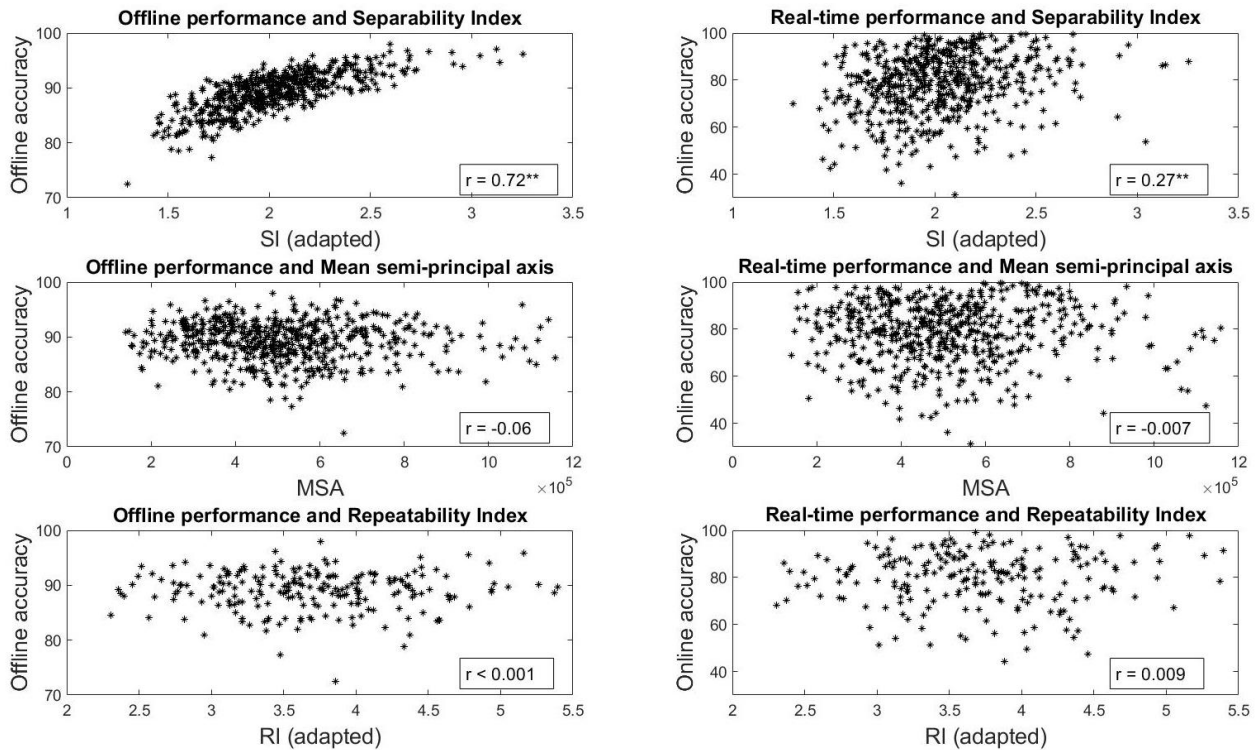 Offline performance and Separability Index
Offline accuracy
100
90
80
70
r = 0.72**
1
1.5
2
2.5
3
3.5
SI (adapted)
Real-time performance and Separability Index
Online accuracy
100
80
60
40
r = 0.27**
1
1.5
2
2.5
3
3.5
SI (adapted)
Offline performance and Mean semi-principal axis
Offline accuracy
100
90
80
70
r = -0.06
0
2
4
6
8
10
12
MSA
×10⁵
Real-time performance and Mean semi-principal axis
Online accuracy
100
80
60
40
r = -0.007
0
2
4
6
8
10
12
MSA
×10⁵
Offline performance and Repeatability Index
Offline accuracy
100
90
80
70
r < 0.001
2
2.5
3
3.5
4
4.5
5
5.5
RI (adapted)
Real-time performance and Repeatability Index
Online accuracy
100
80
60
40
r = 0.009
2
2.5
3
3.5
4
4.5
5
5.5
RI (adapted)